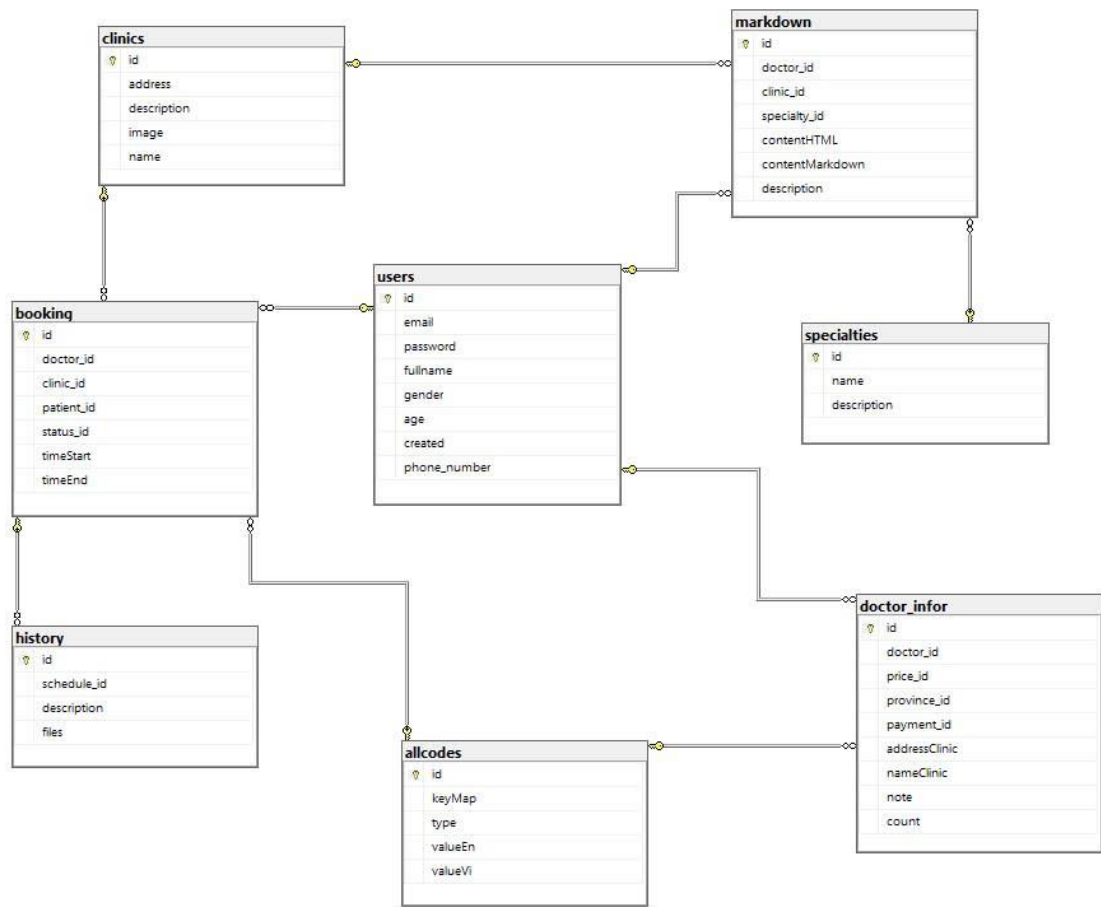 clinics
id
address
description
image
name
markdown
id
doctor_id
clinic_id
specialty_id
contentHTML
contentMarkdown
description
users
id
email
password
fullname
gender
age
created
phone_number
booking
id
doctor_id
clinic_id
patient_id
status_id
timeStart
timeEnd
specialties
id
name
description
history
id
schedule_id
description
files
allcodes
id
keyMap
type
valueEn
valueVi
doctor_infor
id
doctor_id
price_id
province_id
payment_id
addressClinic
nameClinic
note
count